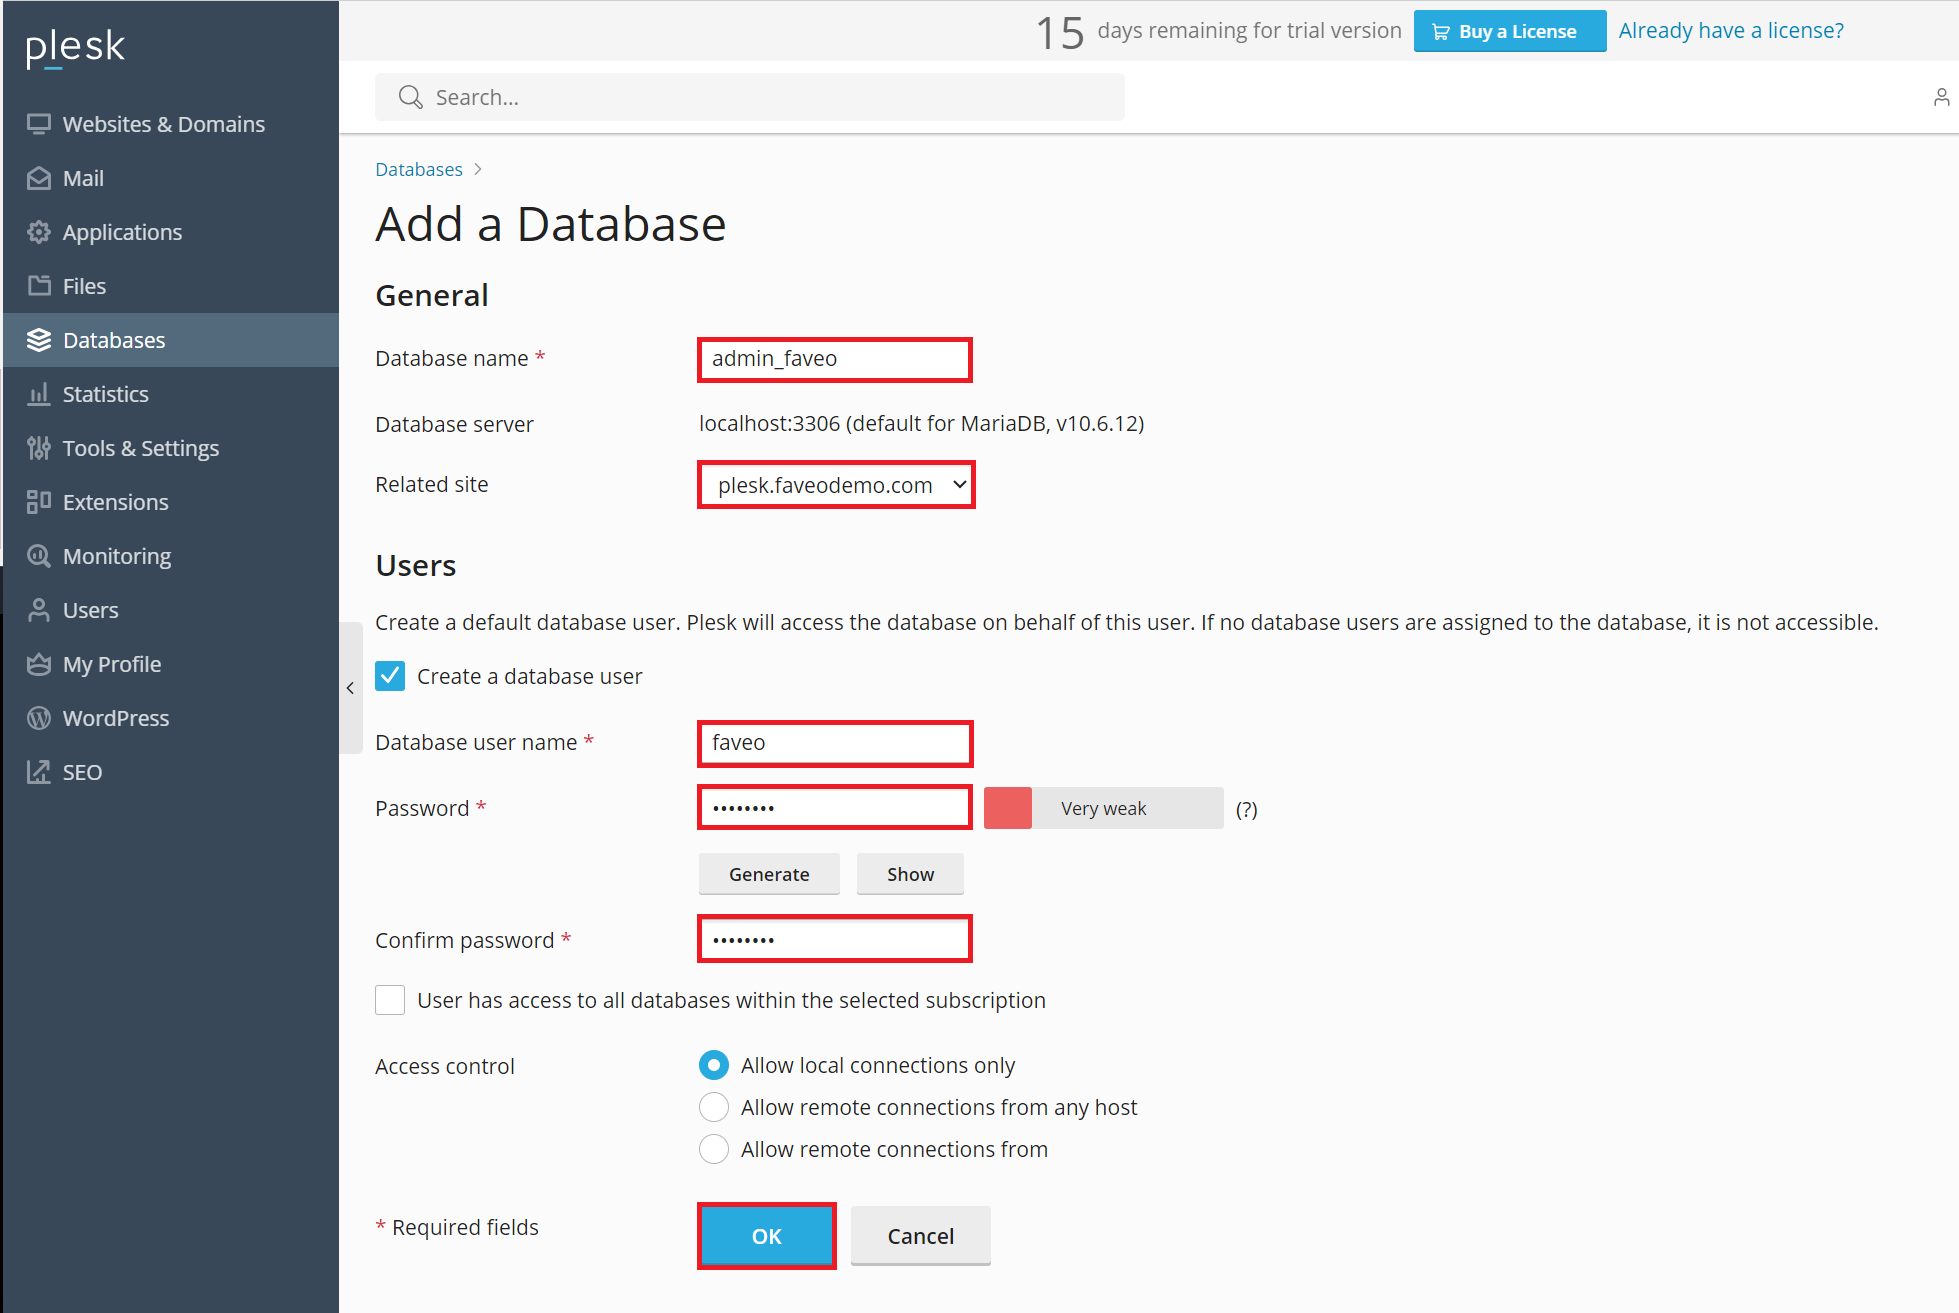 plesk
15 days remaining for trial version Buy a License Already have a license?
Search...
Websites & Domains
Mail
Applications
Files
Databases
Statistics
Tools & Settings
Extensions
Monitoring
Users
My Profile
WordPress
SEO
Databases >
Add a Database
General
Database name * admin_faveo
Database server localhost:3306 (default for MariaDB, v10.6.12)
Related site plesk.faveodemo.com
Users
Create a default database user. Plesk will access the database on behalf of this user. If no database users are assigned to the database, it is not accessible.
Create a database user
Database user name * faveo
Password * •••••••• Very weak (?)
Generate Show
Confirm password * ••••••••
User has access to all databases within the selected subscription
Access control Allow local connections only
Allow remote connections from any host
Allow remote connections from
* Required fields OK Cancel